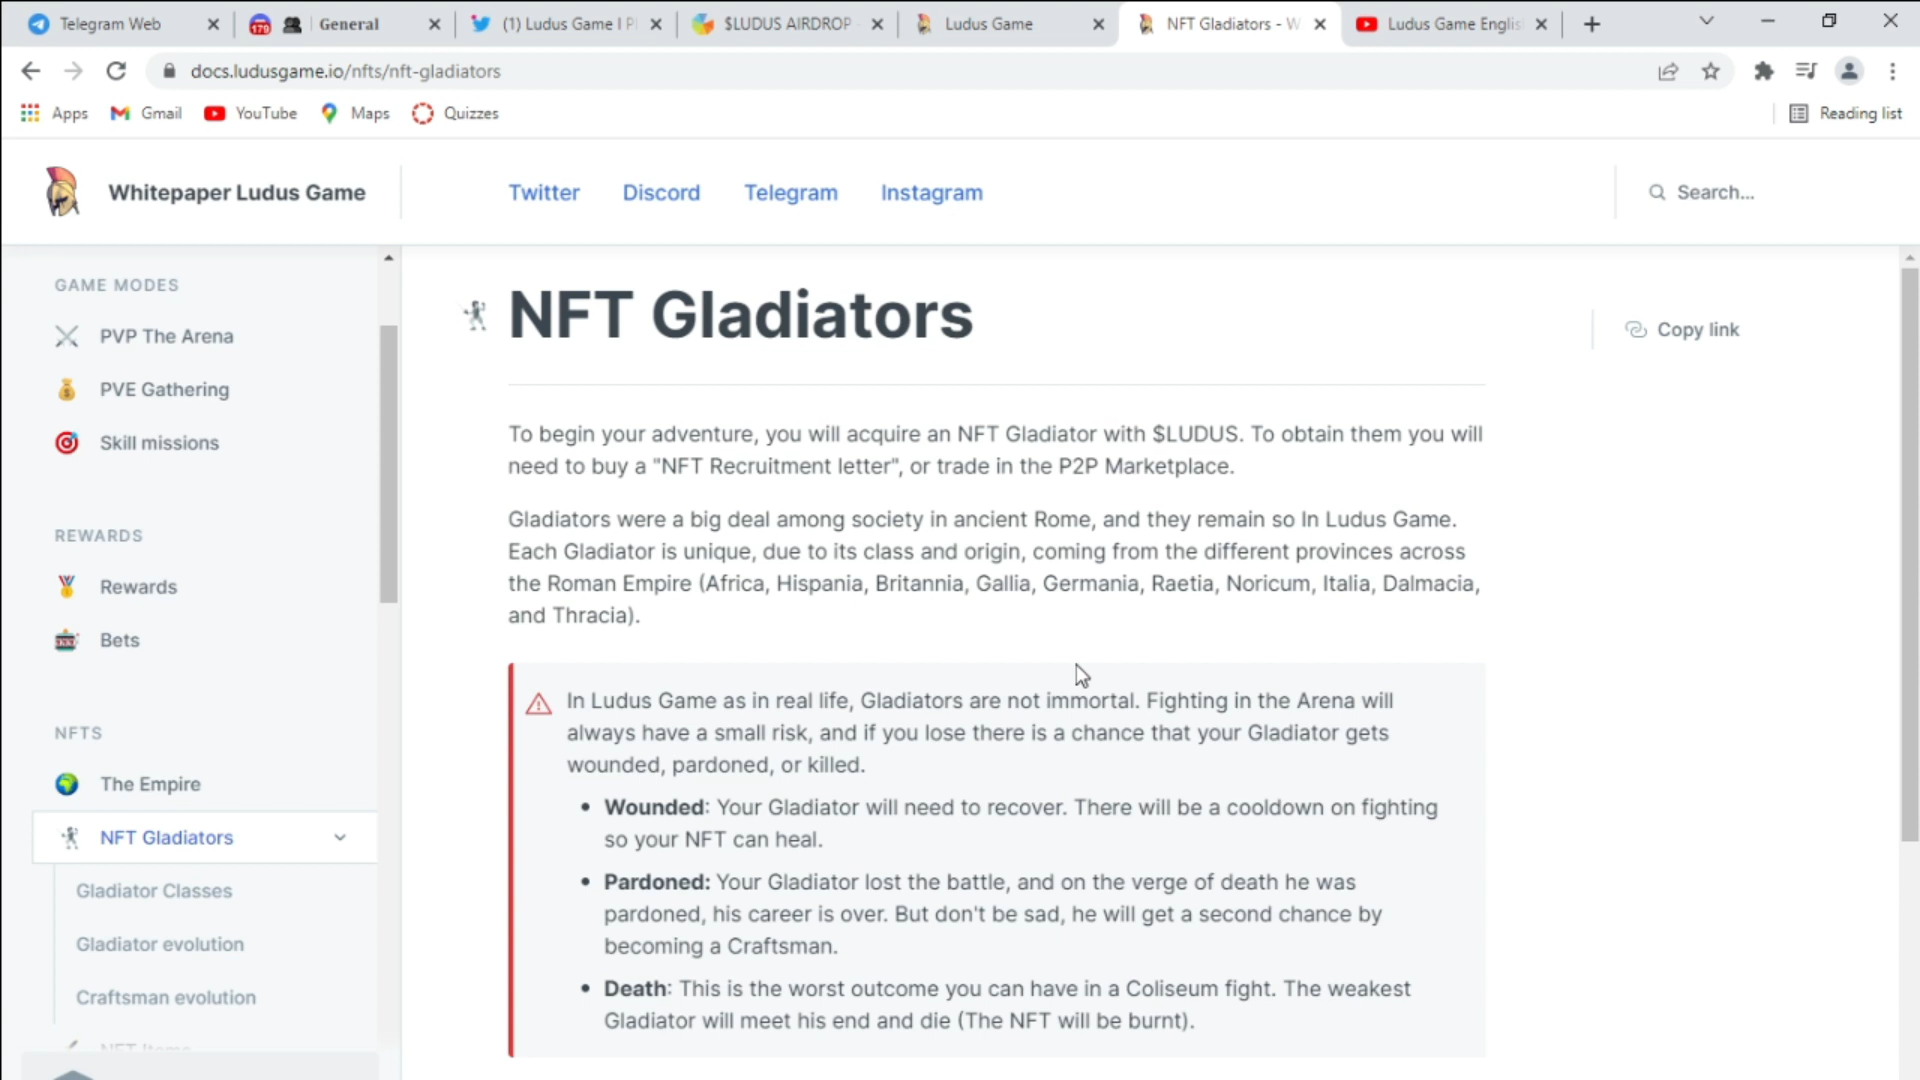 Telegram Web
179
General
(1) Ludus Game I Pl
$LUDUS AIRDROP
Ludus Game
NFT Gladiators - W
Ludus Game Englis
docs.ludusgame.io/nfts/nft-gladiators
Apps
Gmail
YouTube
Maps
Quizzes
Reading list
Whitepaper Ludus Game
Twitter
Discord
Telegram
Instagram
Search...
GAME MODES
PVP The Arena
PVE Gathering
Skill missions
REWARDS
Rewards
Bets
NFTS
The Empire
NFT Gladiators
Gladiator Classes
Gladiator evolution
Craftsman evolution
NFT Items
NFT Gladiators
Copy link
To begin your adventure, you will acquire an NFT Gladiator with $LUDUS. To obtain them you will
need to buy a "NFT Recruitment letter", or trade in the P2P Marketplace.
Gladiators were a big deal among society in ancient Rome, and they remain so In Ludus Game.
Each Gladiator is unique, due to its class and origin, coming from the different provinces across
the Roman Empire (Africa, Hispania, Britannia, Gallia, Germania, Raetia, Noricum, Italia, Dalmacia,
and Thracia).
In Ludus Game as in real life, Gladiators are not immortal. Fighting in the Arena will
always have a small risk, and if you lose there is a chance that your Gladiator gets
wounded, pardoned, or killed.
• Wounded: Your Gladiator will need to recover. There will be a cooldown on fighting
so your NFT can heal.
• Pardoned: Your Gladiator lost the battle, and on the verge of death he was
pardoned, his career is over. But don't be sad, he will get a second chance by
becoming a Craftsman.
• Death: This is the worst outcome you can have in a Coliseum fight. The weakest
Gladiator will meet his end and die (The NFT will be burnt).